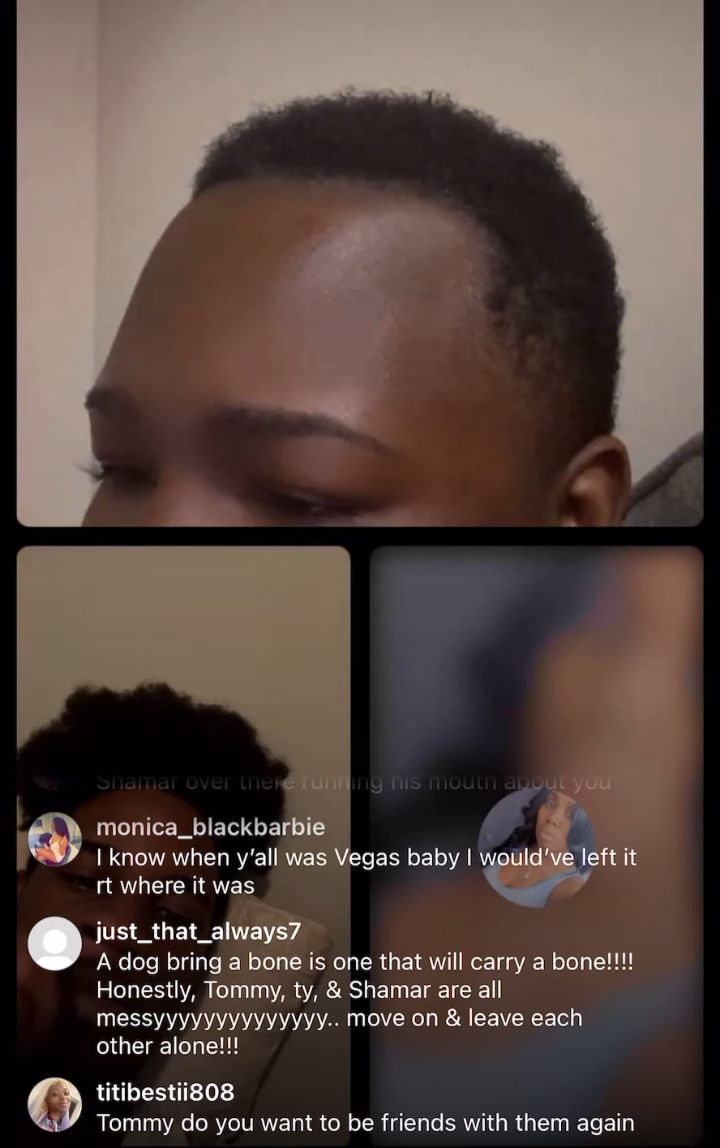 Shamar over there running his mouth about you
monica_blackbarbie
I know when y’all was Vegas baby I would’ve left it
rt where it was
just_that_always7
A dog bring a bone is one that will carry a bone!!!!
Honestly, Tommy, ty, & Shamar are all
messyyyyyyyyyyyyyy.. move on & leave each
other alone!!!
titibestii808
Tommy do you want to be friends with them again